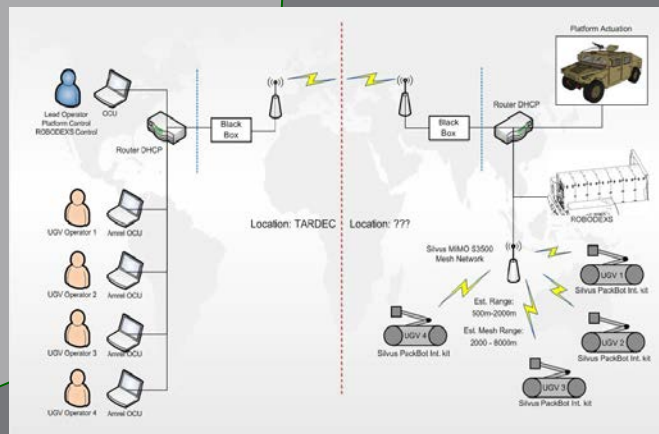 Platform Actuation
Lead Operator
Platform Control
ROBODEXS Control
OCU
Router DHCP
Black
Box
Black
Box
Router DHCP
ROBODEXS
Location: TARDEC
Location: ???
UGV Operator 1
Amrel OCU
UGV Operator 2
Amrel OCU
UGV Operator 3
Amrel OCU
UGV Operator 4
Amrel OCU
Silvus MIMO S3500
Mesh Network
Est. Range:
500m-2000m
Est. Mesh Range:
2000 - 8000m
UGV 1
Silvus PackBot Int. kit
UGV 2
Silvus PackBot Int. kit
UGV 3
Silvus PackBot Int. kit
UGV 4
Silvus PackBot Int. kit